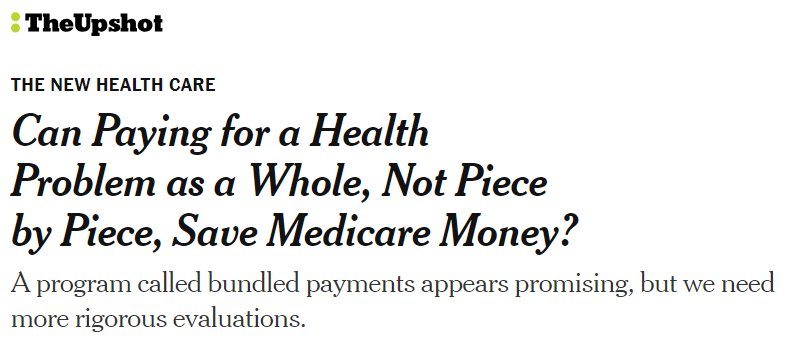 TheUpshot
THE NEW HEALTH CARE
Can Paying for a Health
Problem as a Whole, Not Piece
by Piece, Save Medicare Money?
A program called bundled payments appears promising, but we need
more rigorous evaluations.